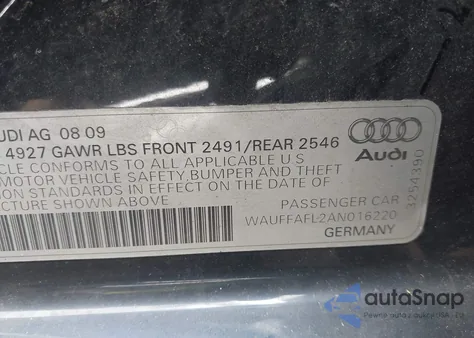 UDI AG 08 09
4927 GAWR LBS FRONT 2491/REAR 2546
ICLE CONFORMS TO ALL APPLICABLE U S
MOTOR VEHICLE SAFETY, BUMPER AND THEFT
ION STANDARDS IN EFFECT ON THE DATE OF
CTURE SHOWN ABOVE
Audi
3254390
PASSENGER CAR
WAUFFAFL2AN016220
GERMANY
autoSnap